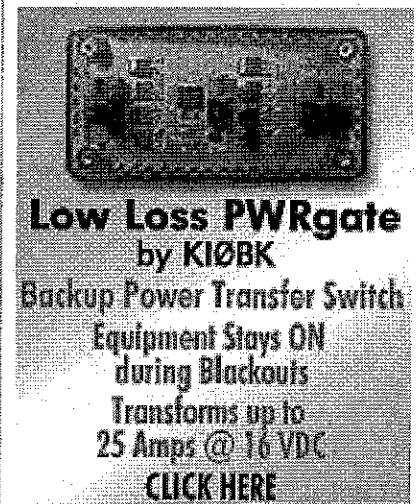 Low Loss PWRgate
by KIØBK
Backup Power Transfer Switch
Equipment Stays ON
during Blackouts
Transforms up to
25 Amps @ 16 VDC
CLICK HERE